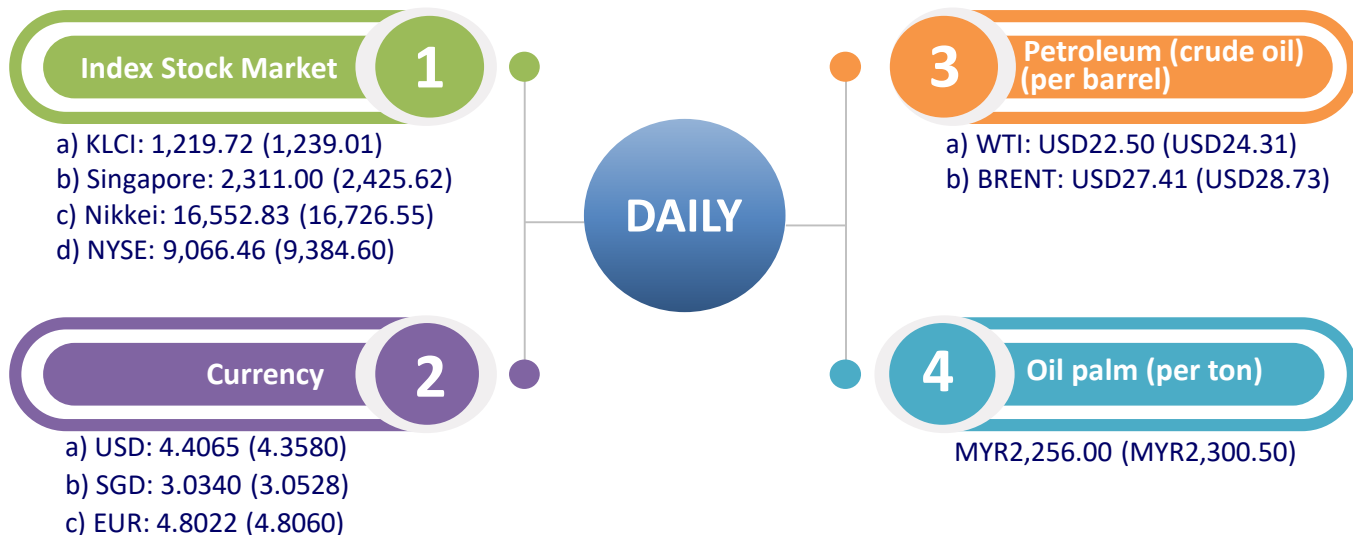 Index Stock Market
1
a) KLCI: 1,219.72 (1,239.01)
b) Singapore: 2,311.00 (2,425.62)
c) Nikkei: 16,552.83 (16,726.55)
d) NYSE: 9,066.46 (9,384.60)
Currency
2
a) USD: 4.4065 (4.3580)
b) SGD: 3.0340 (3.0528)
c) EUR: 4.8022 (4.8060)
DAILY
3
Petroleum (crude oil)
(per barrel)
a) WTI: USD22.50 (USD24.31)
b) BRENT: USD27.41 (USD28.73)
4
Oil palm (per ton)
MYR2,256.00 (MYR2,300.50)